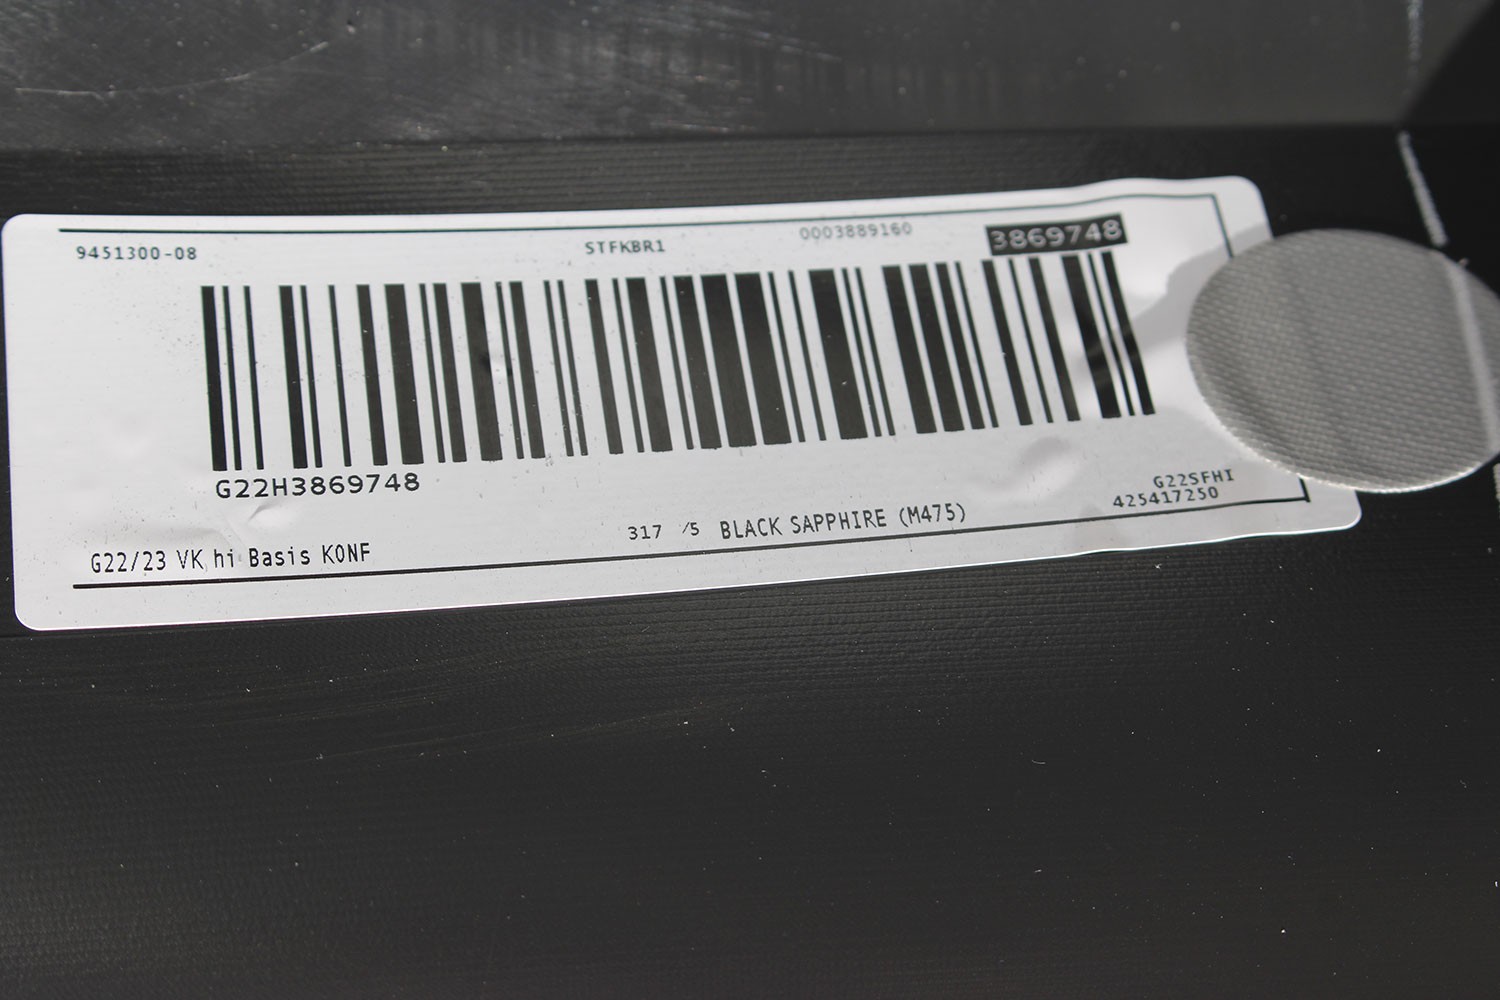 9451300-08
STFKBR1
0003889160
3869748
G22H3869748
G22SFHI
425417250
317 /5 BLACK SAPPHIRE (M475)
G22/23 VK hi Basis KONF